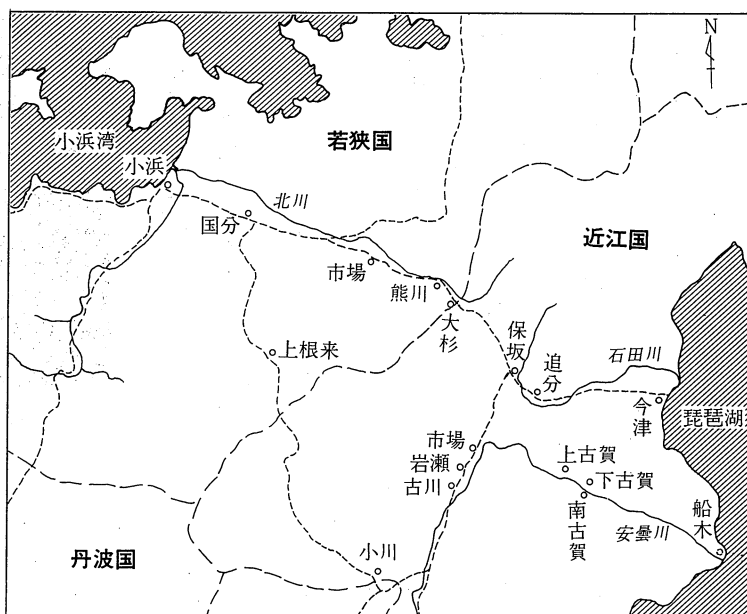 N
小浜湾
若狭国
小浜
北川
国分
近江国
市場
熊川
大杉
保坂
追分
石田川
上根来
今津
琵琶湖
市場
岩瀬
古川
上古賀
下古賀
南古賀
船木
安曇川
小川
丹波国